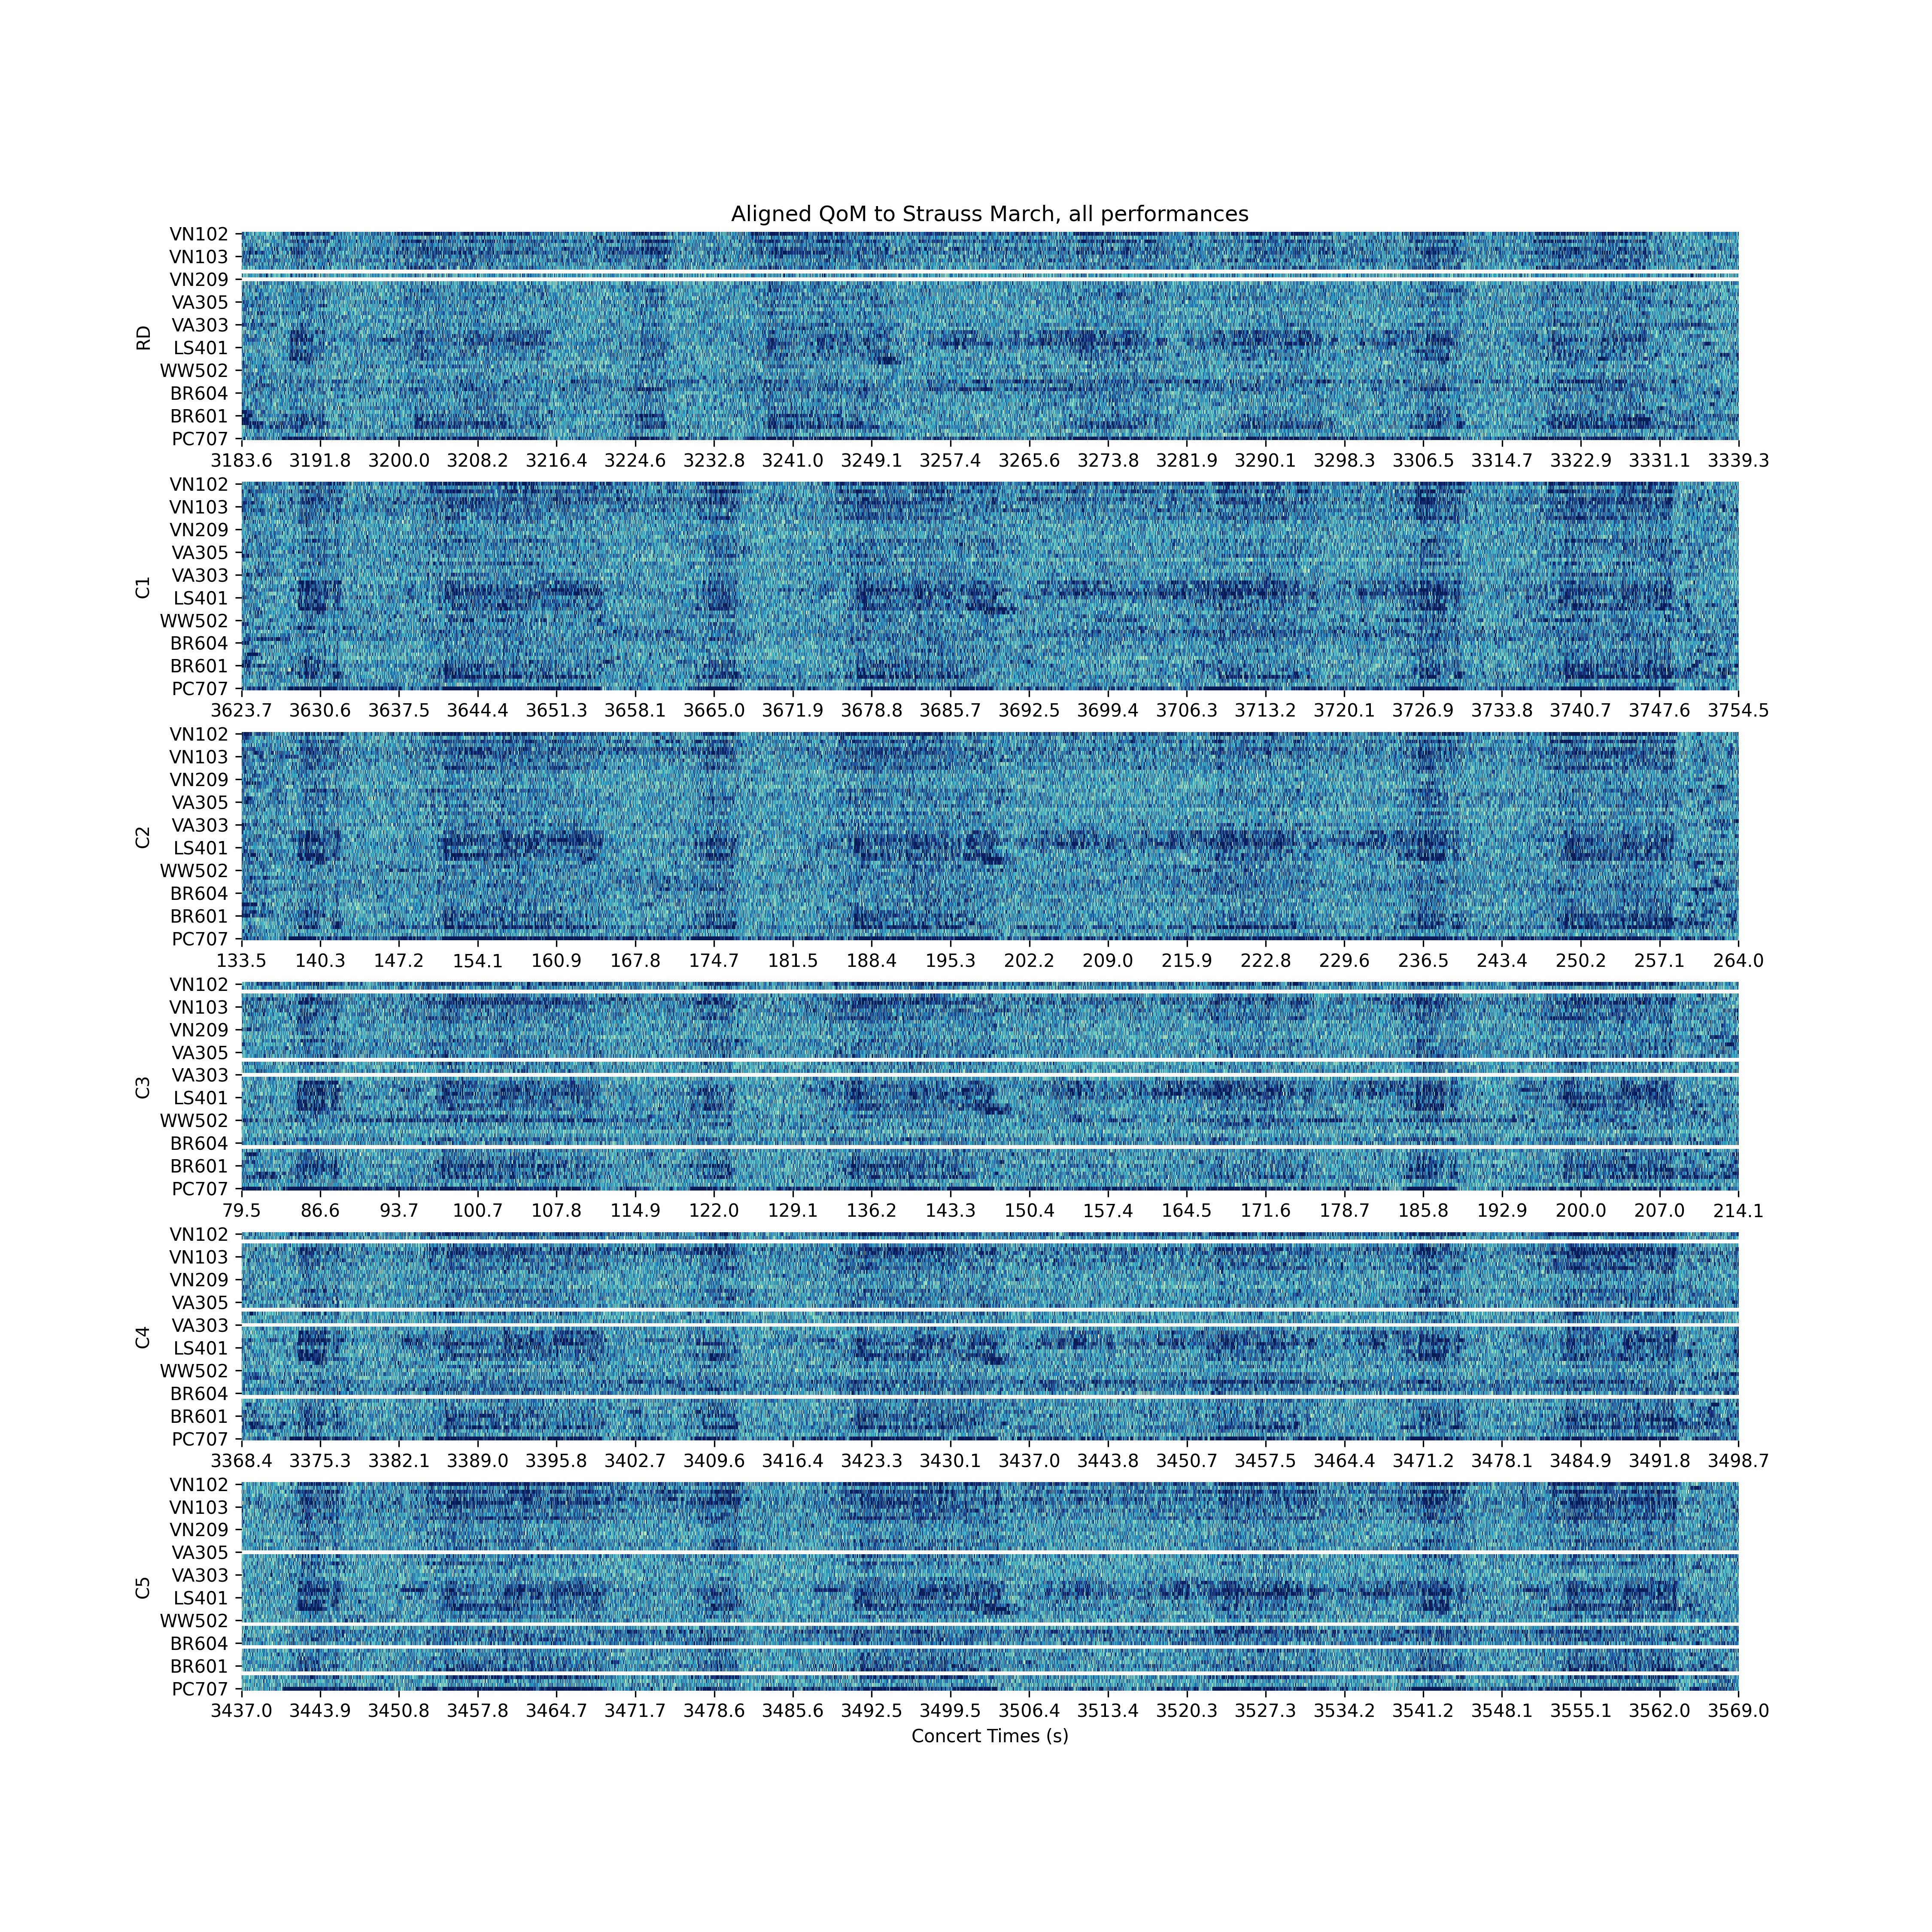 Aligned QoM to Strauss March, all performances
RD
VN102
VN103
VN209
VA305
VA303
LS401
WW502
BR604
BR601
PC707
3183.6 3191.8 3200.0 3208.2 3216.4 3224.6 3232.8 3241.0 3249.1 3257.4 3265.6 3273.8 3281.9 3290.1 3298.3 3306.5 3314.7 3322.9 3331.1 3339.3
C1
VN102
VN103
VN209
VA305
VA303
LS401
WW502
BR604
BR601
PC707
3623.7 3630.6 3637.5 3644.4 3651.3 3658.1 3665.0 3671.9 3678.8 3685.7 3692.5 3699.4 3706.3 3713.2 3720.1 3726.9 3733.8 3740.7 3747.6 3754.5
C2
VN102
VN103
VN209
VA305
VA303
LS401
WW502
BR604
BR601
PC707
133.5 140.3 147.2 154.1 160.9 167.8 174.7 181.5 188.4 195.3 202.2 209.0 215.9 222.8 229.6 236.5 243.4 250.2 257.1 264.0
C3
VN102
VN103
VN209
VA305
VA303
LS401
WW502
BR604
BR601
PC707
79.5 86.6 93.7 100.7 107.8 114.9 122.0 129.1 136.2 143.3 150.4 157.4 164.5 171.6 178.7 185.8 192.9 200.0 207.0 214.1
C4
VN102
VN103
VN209
VA305
VA303
LS401
WW502
BR604
BR601
PC707
3368.4 3375.3 3382.1 3389.0 3395.8 3402.7 3409.6 3416.4 3423.3 3430.1 3437.0 3443.8 3450.7 3457.5 3464.4 3471.2 3478.1 3484.9 3491.8 3498.7
C5
VN102
VN103
VN209
VA305
VA303
LS401
WW502
BR604
BR601
PC707
3437.0 3443.9 3450.8 3457.8 3464.7 3471.7 3478.6 3485.6 3492.5 3499.5 3506.4 3513.4 3520.3 3527.3 3534.2 3541.2 3548.1 3555.1 3562.0 3569.0
Concert Times (s)